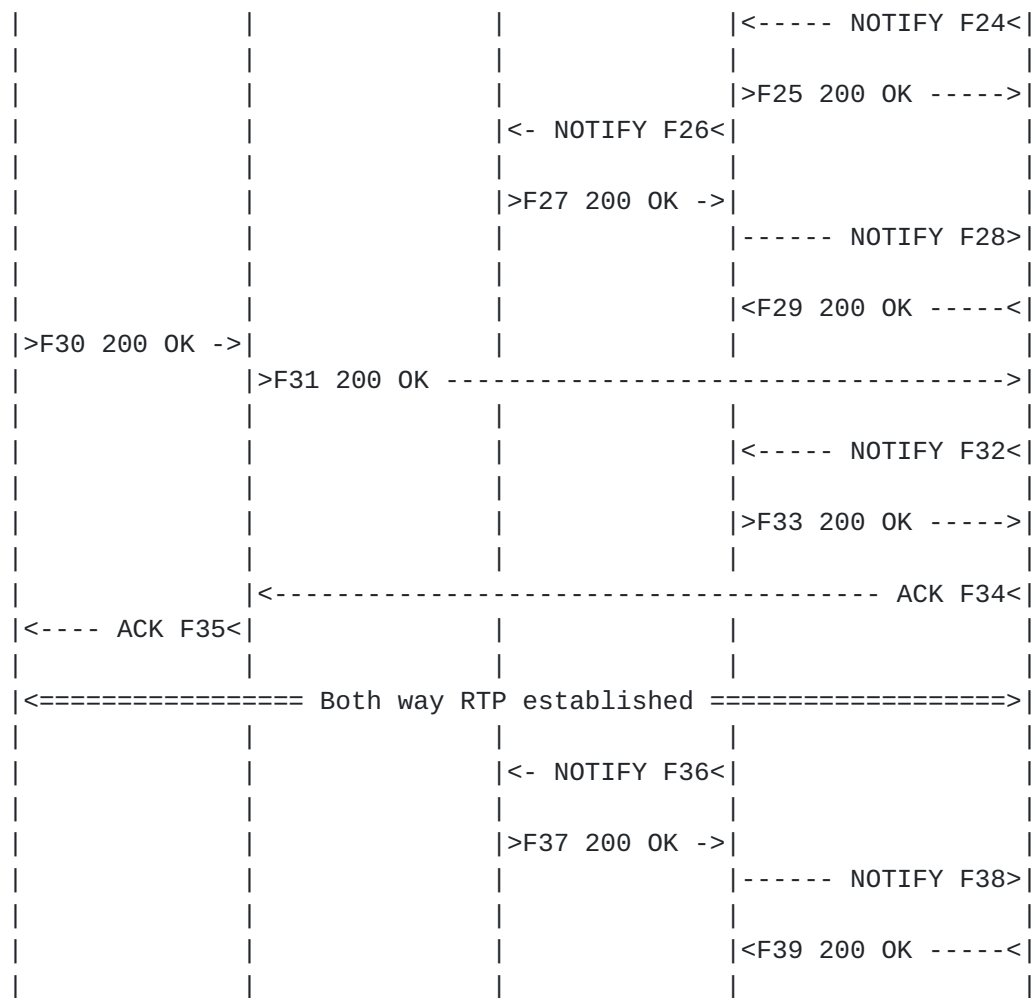 |              |               |              |<----- NOTIFY F24<|
|              |               |              |                  |
|              |               |              |>F25 200 OK ----->|
|              |               |<- NOTIFY F26<|                  |
|              |               |              |                  |
|              |               |>F27 200 OK ->|                  |
|              |               |              |------ NOTIFY F28>|
|              |               |              |                  |
|              |               |              |<F29 200 OK -----<|
|>F30 200 OK ->|               |              |                  |
|              |>F31 200 OK ------------------------------------>|
|              |               |              |                  |
|              |               |              |<----- NOTIFY F32<|
|              |               |              |                  |
|              |               |              |>F33 200 OK ----->|
|              |               |              |                  |
|              |<--------------------------------------- ACK F34<|
|<---- ACK F35<|               |              |                  |
|              |               |              |                  |
|<================= Both way RTP established ===================>|
|              |               |              |                  |
|              |               |<- NOTIFY F36<|                  |
|              |               |              |                  |
|              |               |>F37 200 OK ->|                  |
|              |               |              |------ NOTIFY F38>|
|              |               |              |                  |
|              |               |              |<F39 200 OK -----<|
|              |               |              |                  |